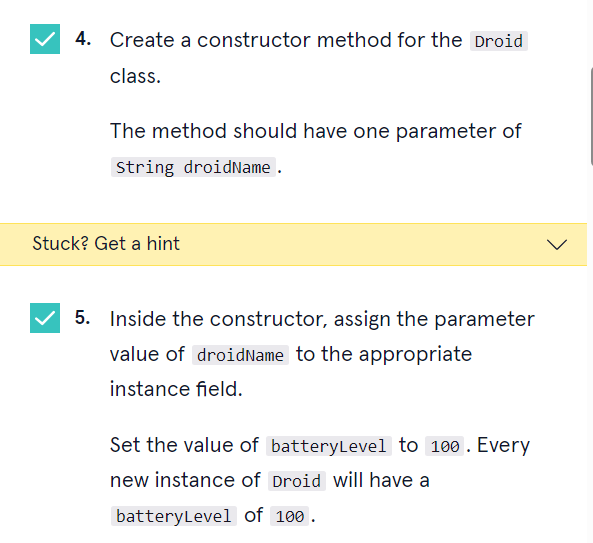 4. Create a constructor method for the Droid
class.
The method should have one parameter of
String droidName.
Stuck? Get a hint
5. Inside the constructor, assign the parameter
value of droidName to the appropriate
instance field.
Set the value of batteryLevel to 100. Every
new instance of Droid will have a
batteryLevel of 100.